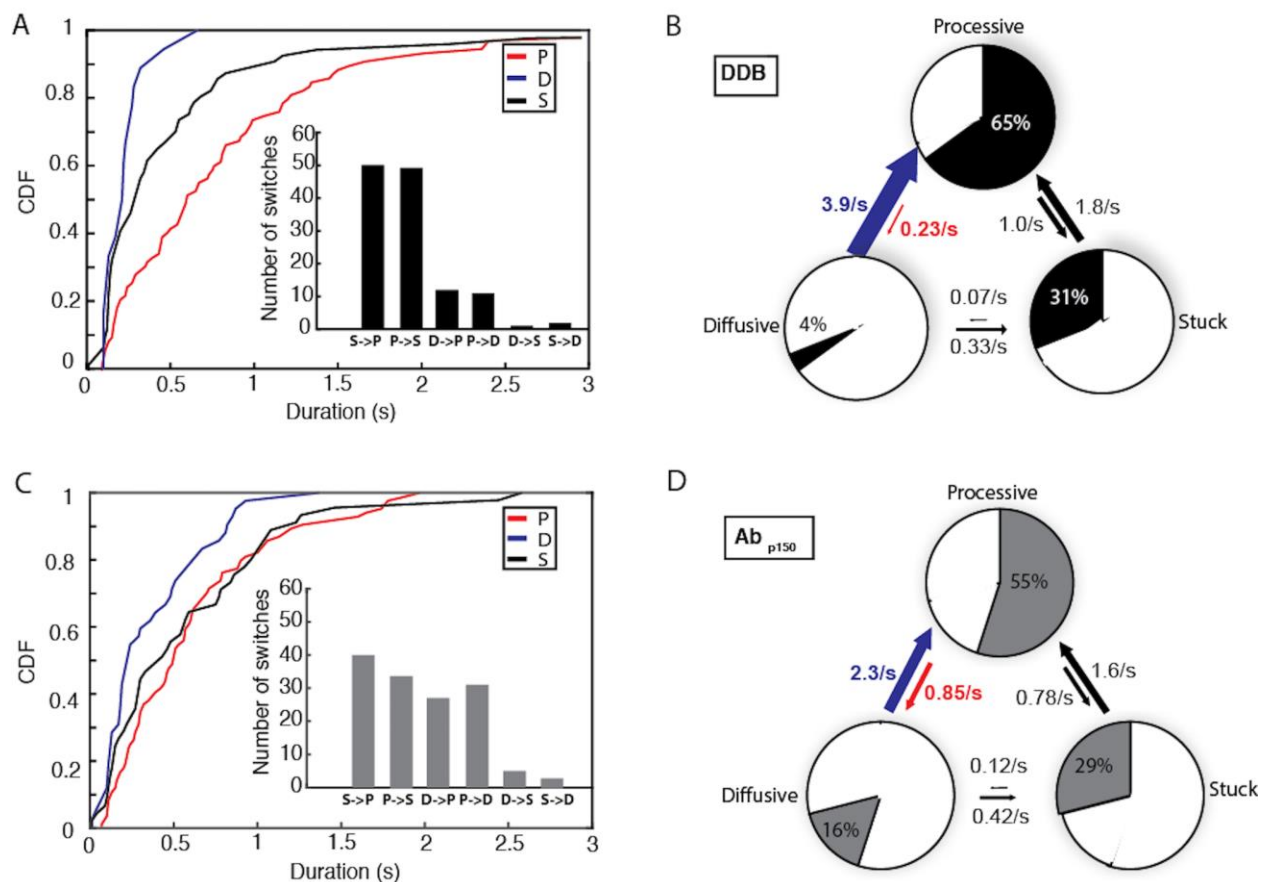 A
1
0.8
0.6
0.4
0.2
0
CDF
0 0.5 1 1.5 2 2.5 3
Duration (s)
P
D
S
60
50
40
30
20
10
0
Number of switches
S->P P->S D->P P->D D->S S->D
B
DDB
Processive
65%
3.9/s
0.23/s
1.0/s
1.8/s
Diffusive
4%
0.07/s
0.33/s
31%
Stuck
C
1
0.8
0.6
0.4
0.2
0
CDF
0 0.5 1 1.5 2 2.5 3
Duration (s)
P
D
S
60
50
40
30
20
10
0
Number of switches
S->P P->S D->P P->D D->S S->D
D
Ab p150
Processive
55%
2.3/s
0.85/s
0.78/s
1.6/s
Diffusive
16%
0.12/s
0.42/s
29%
Stuck